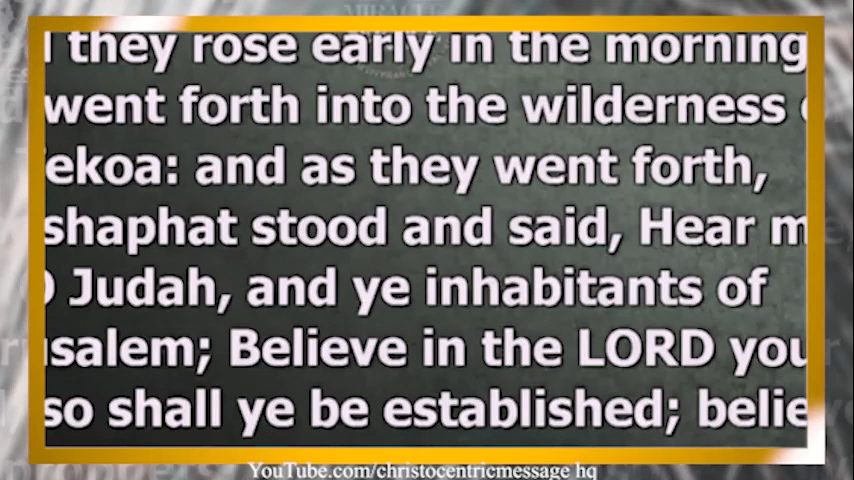 they rose early in the morning
went forth into the wilderness
ekoa: and as they went forth,
shaphat stood and said, Hear m
O Judah, and ye inhabitants of
usalem; Believe in the LORD you
so shall ye be established; belie
YouTube.com/christocentricmessage hq